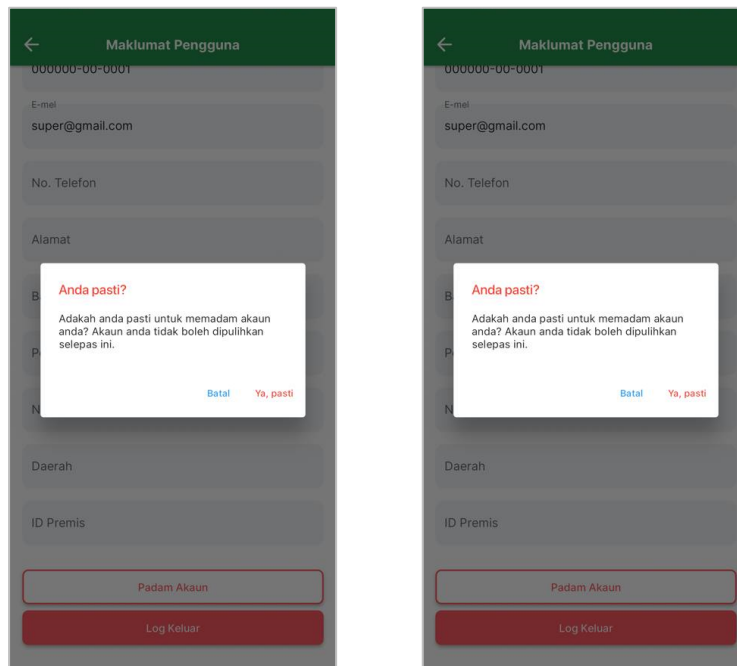 Maklumat Pengguna
000000-00-0001
E-mel
super@gmail.com
No. Telefon
Alamat
B
Anda pasti?
Adakah anda pasti untuk memadam akaun
anda? Akaun anda tidak boleh dipulihkan
selepas ini.
P
Batal Ya, pasti
N
Daerah
ID Premis
Padam Akaun
Log Keluar
Maklumat Pengguna
000000-00-0001
E-mel
super@gmail.com
No. Telefon
Alamat
B
Anda pasti?
Adakah anda pasti untuk memadam akaun
anda? Akaun anda tidak boleh dipulihkan
selepas ini.
P
Batal Ya, pasti
N
Daerah
ID Premis
Padam Akaun
Log Keluar